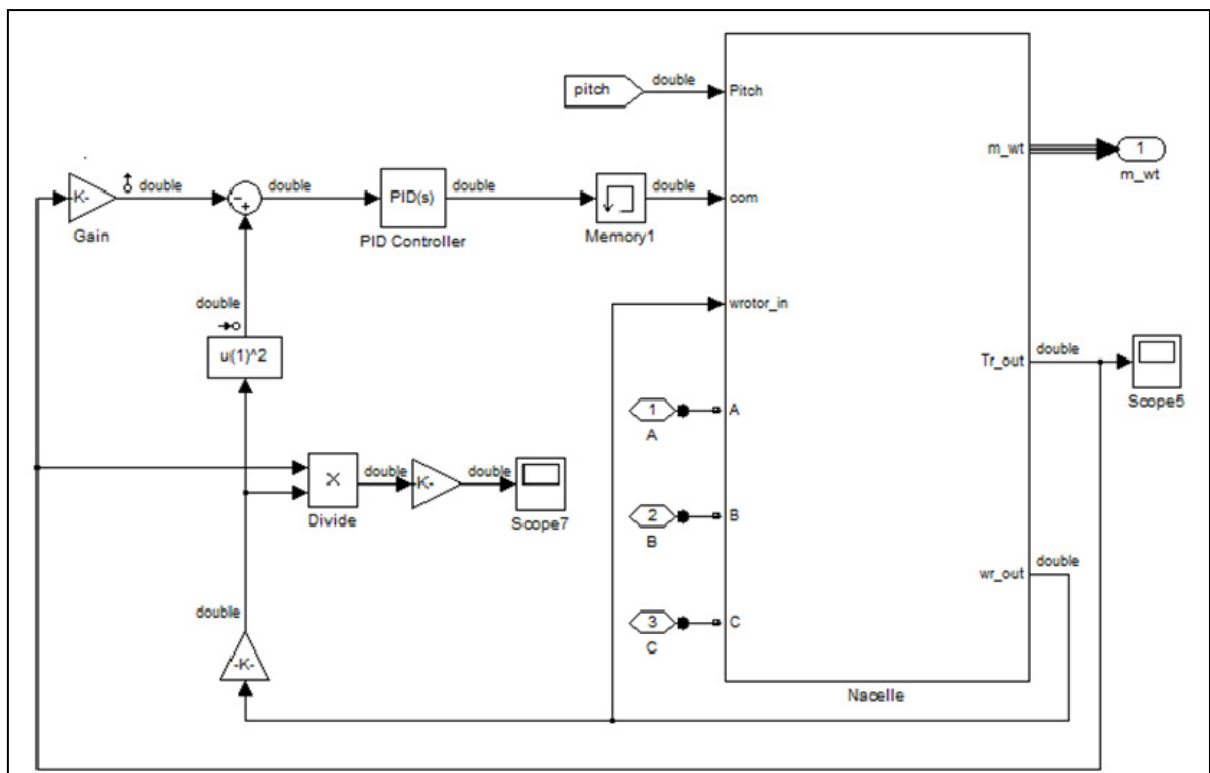 pitch
double
Pitch
m_wt
1
m_wt
-K-
double
- +
double
PID(s)
double
double
com
Gain
PID Controller
Memory1
double
wrotor_in
u(1)^2
Tr_out
double
Scope5
1
A
A
X
double
-K-
double
Divide
Scope7
2
B
B
wr_out
double
double
3
C
C
-K-
Nacelle